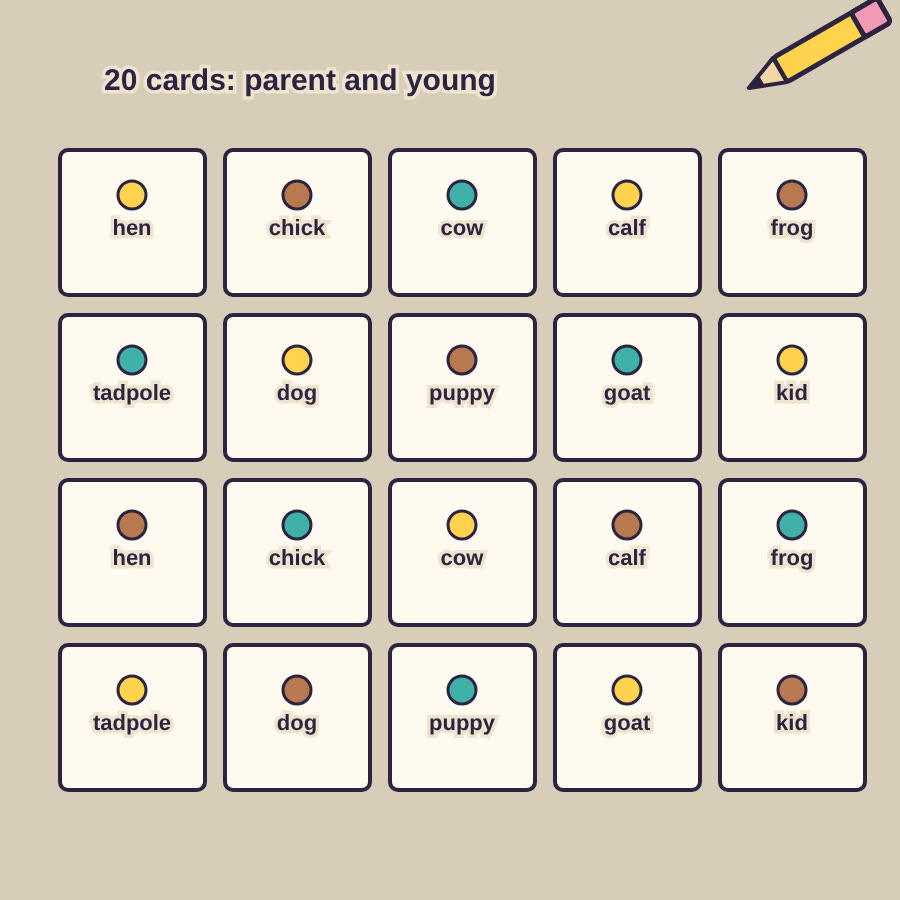 20 cards: parent and young
hen chick cow calf frog
tadpole dog puppy goat kid
hen chick cow calf frog
tadpole dog puppy goat kid